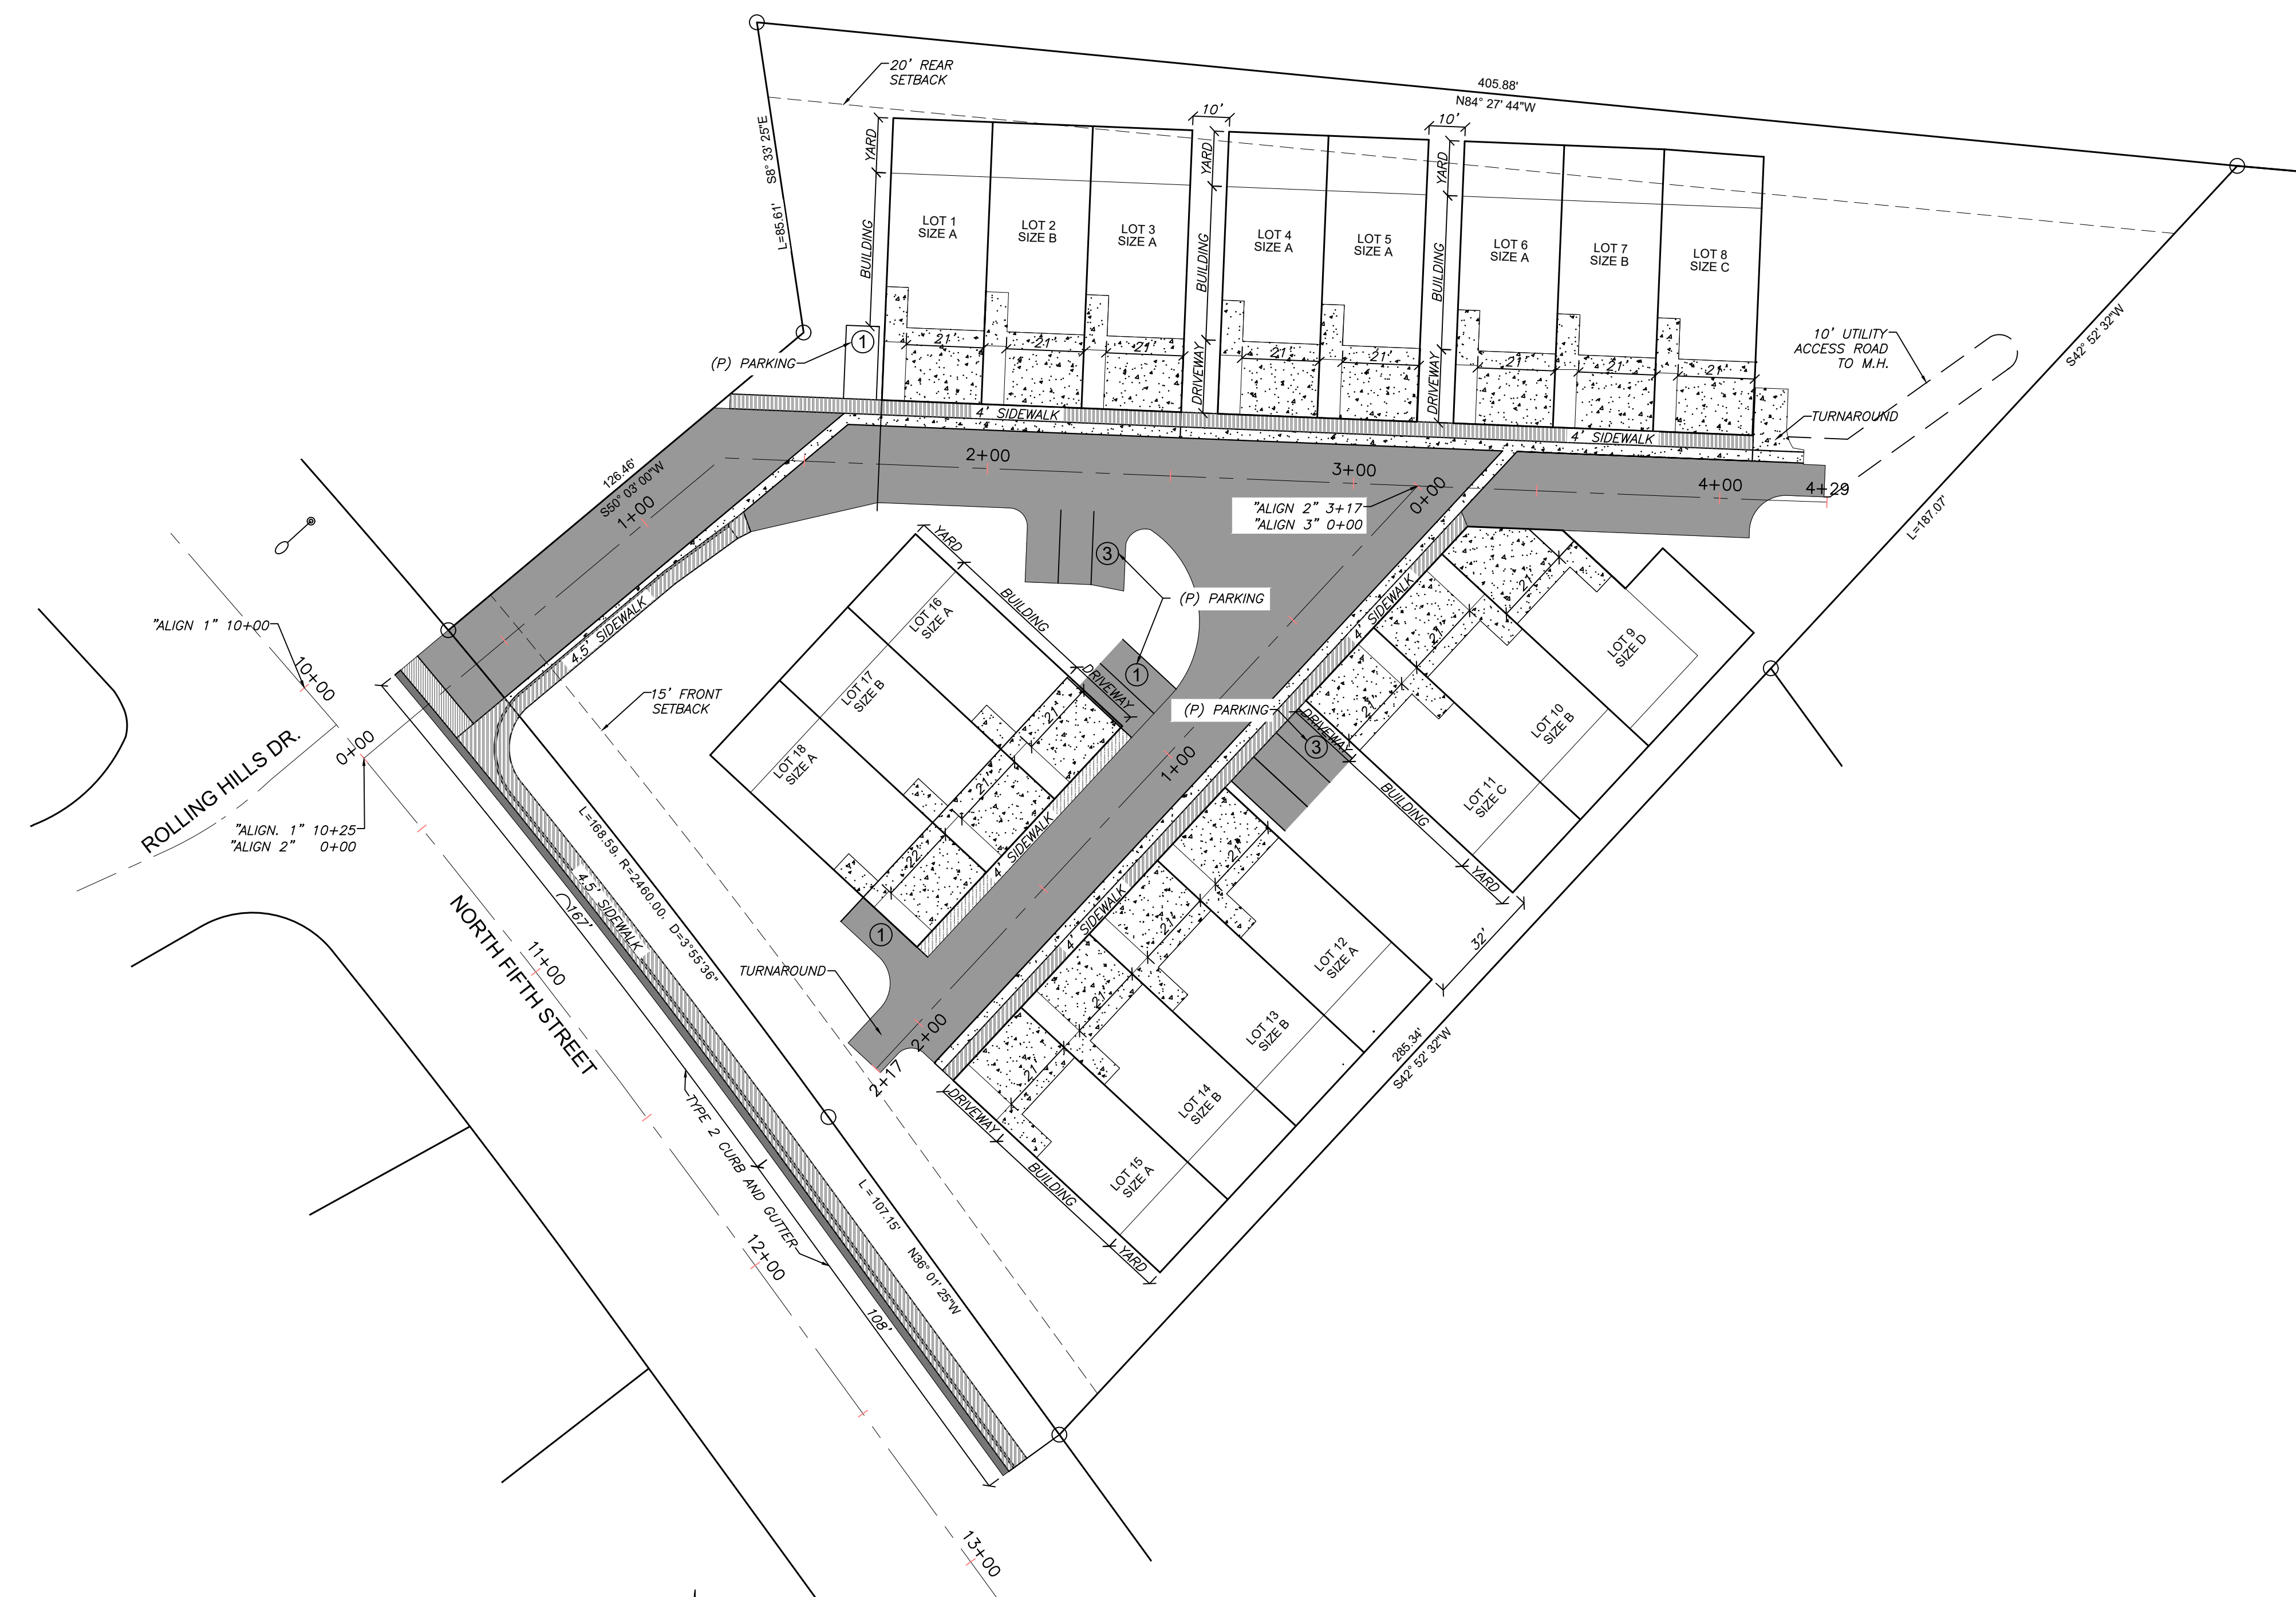 405.88'
N84° 27' 44"W
20' REAR
SETBACK
L=85.61' S8° 33' 25"E
10'
10'
YARD
BUILDING
YARD
BUILDING
DRIVEWAY
YARD
BUILDING
DRIVEWAY
LOT 1
SIZE A
LOT 2
SIZE B
LOT 3
SIZE A
LOT 4
SIZE A
LOT 5
SIZE A
LOT 6
SIZE A
LOT 7
SIZE B
LOT 8
SIZE C
21'
21'
21'
21'
21'
21'
21'
21'
(P) PARKING
1
4' SIDEWALK
4' SIDEWALK
10' UTILITY
ACCESS ROAD
TO M.H.
TURNAROUND
S42° 52' 32"W
L=187.07'
126.46'
S50° 03' 00"W
1+00
2+00
3+00
4+00
4+29
"ALIGN 2" 3+17
"ALIGN 3" 0+00
0+00
3
(P) PARKING
1
(P) PARKING
3
YARD
BUILDING
DRIVEWAY
LOT 16
SIZE A
LOT 17
SIZE B
LOT 18
SIZE A
21'
21'
22'
4' SIDEWALK
4' SIDEWALK
4' SIDEWALK
1+00
21'
21'
21'
LOT 9
SIZE D
LOT 10
SIZE B
LOT 11
SIZE C
DRIVEWAY
BUILDING
YARD
32'
21'
21'
21'
21'
LOT 12
SIZE A
LOT 13
SIZE B
LOT 14
SIZE B
LOT 15
SIZE A
DRIVEWAY
BUILDING
YARD
285.34'
S42° 52' 32"W
1
TURNAROUND
2+00
2+17
4.5' SIDEWALK
15' FRONT
SETBACK
"ALIGN 1" 10+00
10+00
0+00
ROLLING HILLS DR.
"ALIGN. 1" 10+25
"ALIGN 2" 0+00
L=168.59, R=2460.00, D=3°55'36"
4.5' SIDEWALK
167'
NORTH FIFTH STREET
11+00
TYPE 2 CURB AND GUTTER
L = 107.15' N36° 01' 25"W
12+00
108'
13+00